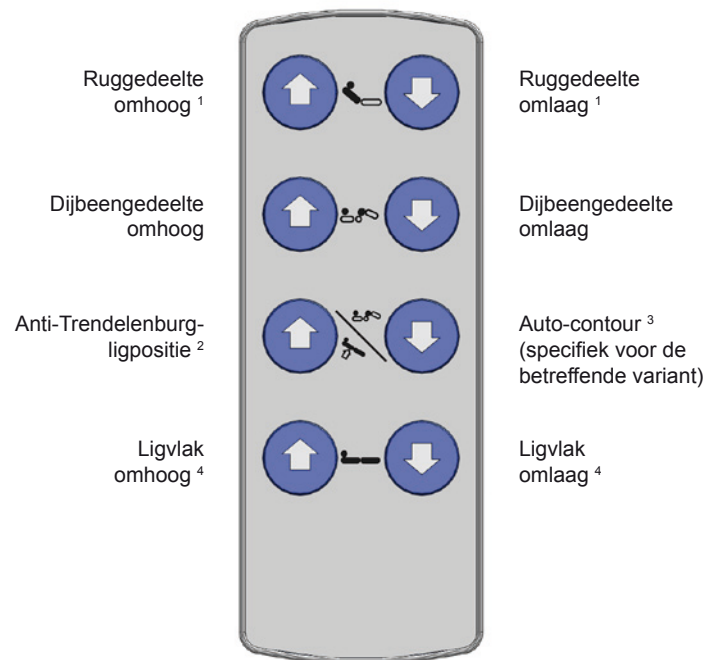 Ruggedeelte
omhoog ¹
Ruggedeelte
omlaag ¹
Dijbeengedeelte
omhoog
Dijbeengedeelte
omlaag
Anti-Trendelenburg-
ligpositie ²
Auto-contour ³
(specifiek voor de
betreffende variant)
Ligvlak
omhoog ⁴
Ligvlak
omlaag ⁴